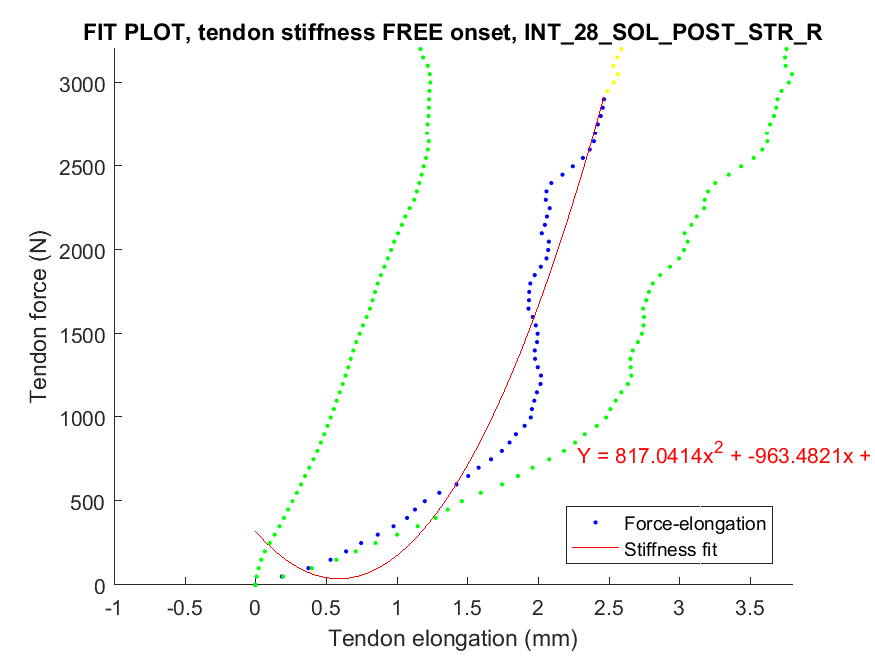 FIT PLOT, tendon stiffness FREE onset, INT_28_SOL_POST_STR_R
3000
2500
2000
1500
1000
500
0
Tendon force (N)
Y = 817.0414x² + -963.4821x +
Force-elongation
Stiffness fit
-1 -0.5 0 0.5 1 1.5 2 2.5 3 3.5
Tendon elongation (mm)